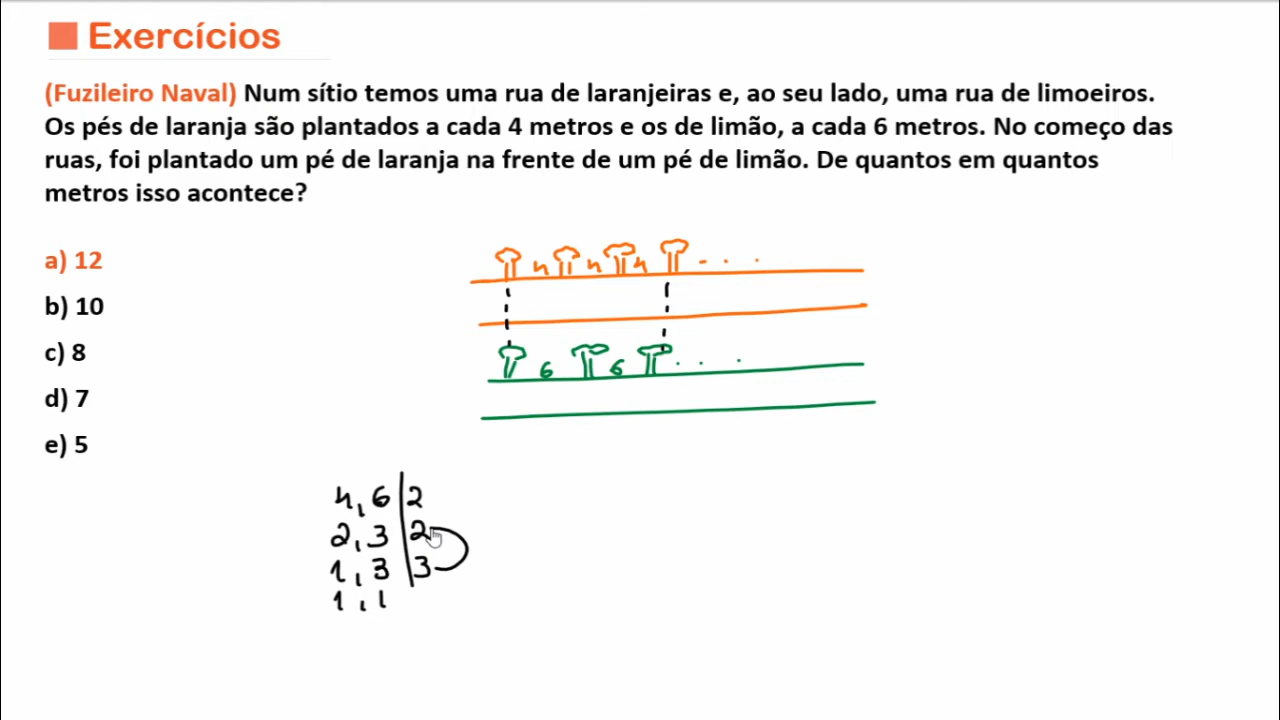 Exercícios
(Fuzileiro Naval) Num sítio temos uma rua de laranjeiras e, ao seu lado, uma rua de limoeiros.
Os pés de laranja são plantados a cada 4 metros e os de limão, a cada 6 metros. No começo das
ruas, foi plantado um pé de laranja na frente de um pé de limão. De quantos em quantos
metros isso acontece?
a) 12
b) 10
c) 8
d) 7
e) 5
4 4 4 . . .
6 6 . . .
4, 6 | 2
2, 3 | 2
1, 3 | 3
1, 1